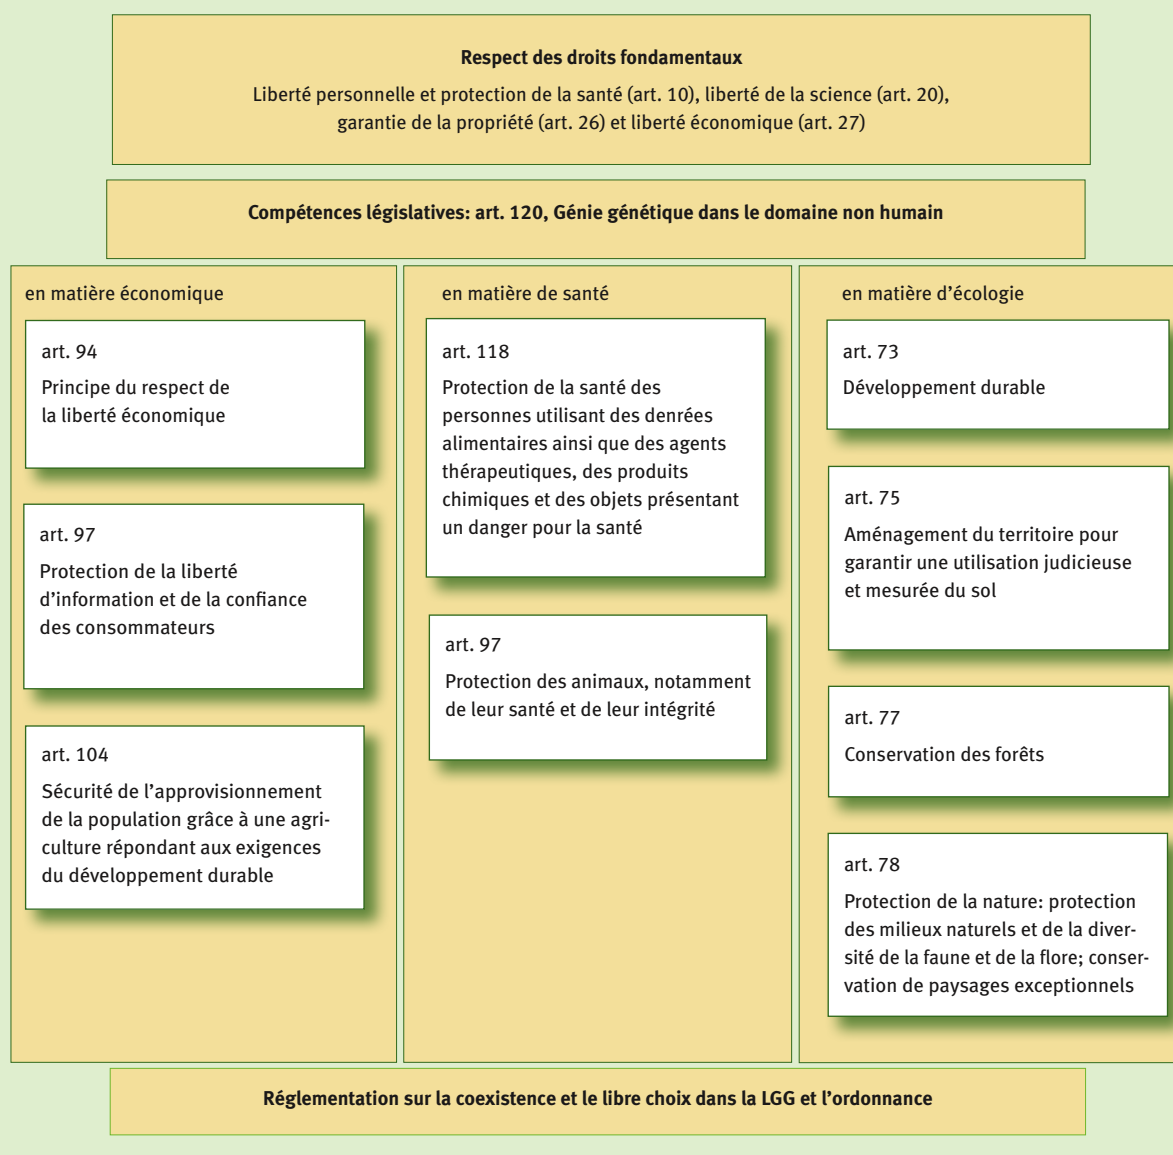 Respect des droits fondamentaux
Liberté personnelle et protection de la santé (art. 10), liberté de la science (art. 20),
garantie de la propriété (art. 26) et liberté économique (art. 27)
Compétences législatives: art. 120, Génie génétique dans le domaine non humain
en matière économique
art. 94
Principe du respect de
la liberté économique
art. 97
Protection de la liberté
d’information et de la confiance
des consommateurs
art. 104
Sécurité de l’approvisionnement
de la population grâce à une agri-
culture répondant aux exigences
du développement durable
en matière de santé
art. 118
Protection de la santé des
personnes utilisant des denrées
alimentaires ainsi que des agents
thérapeutiques, des produits
chimiques et des objets présentant
un danger pour la santé
art. 97
Protection des animaux, notamment
de leur santé et de leur intégrité
en matière d’écologie
art. 73
Développement durable
art. 75
Aménagement du territoire pour
garantir une utilisation judicieuse
et mesurée du sol
art. 77
Conservation des forêts
art. 78
Protection de la nature: protection
des milieux naturels et de la diver-
sité de la faune et de la flore; conser-
vation de paysages exceptionnels
Réglementation sur la coexistence et le libre choix dans la LGG et l’ordonnance